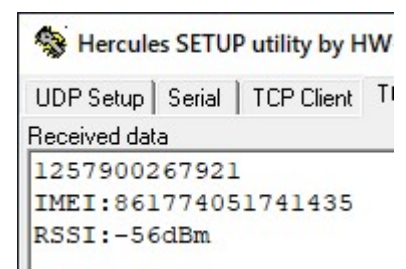 Hercules SETUP utility by HW
UDP Setup Serial TCP Client
Received data
1257900267921
IMEI:861774051741435
RSSI:-56dBm